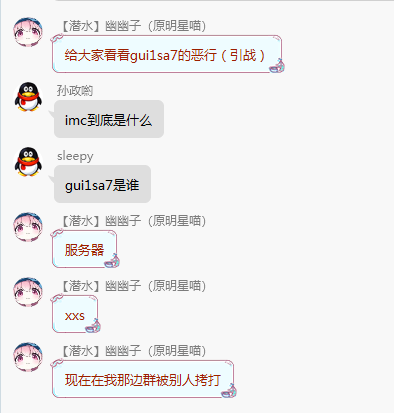 【潜水】幽幽子（原明星喵）
给大家看看gui1sa7的恶行（引战）
孙政阍
imc到底是什么
sleepy
gui1sa7是谁
【潜水】幽幽子（原明星喵）
服务器
【潜水】幽幽子（原明星喵）
xxs
【潜水】幽幽子（原明星喵）
现在在我那边群被别人拷打